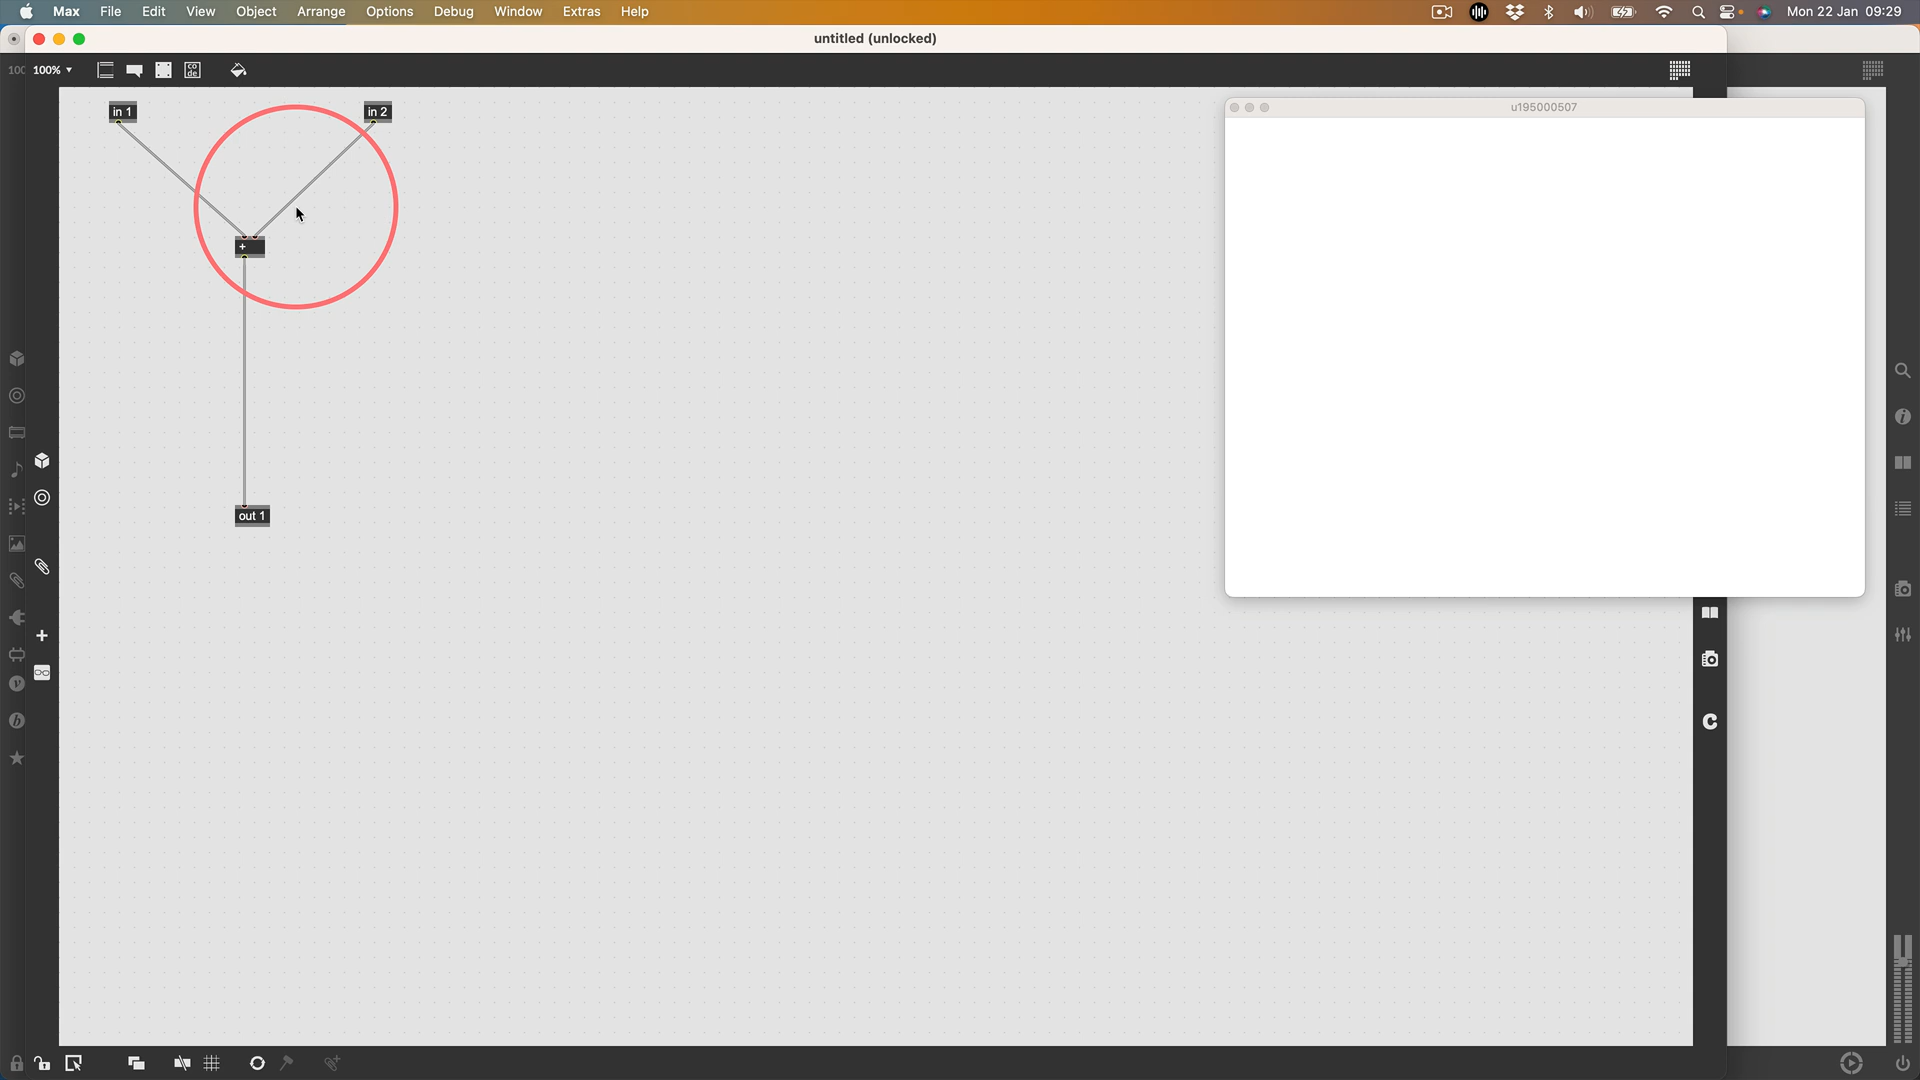 Max File Edit View Object Arrange Options Debug Window Extras Help Mon 22 Jan 09:29
untitled (unlocked)
100%
code
in 1
in 2
u195000507
+
out 1